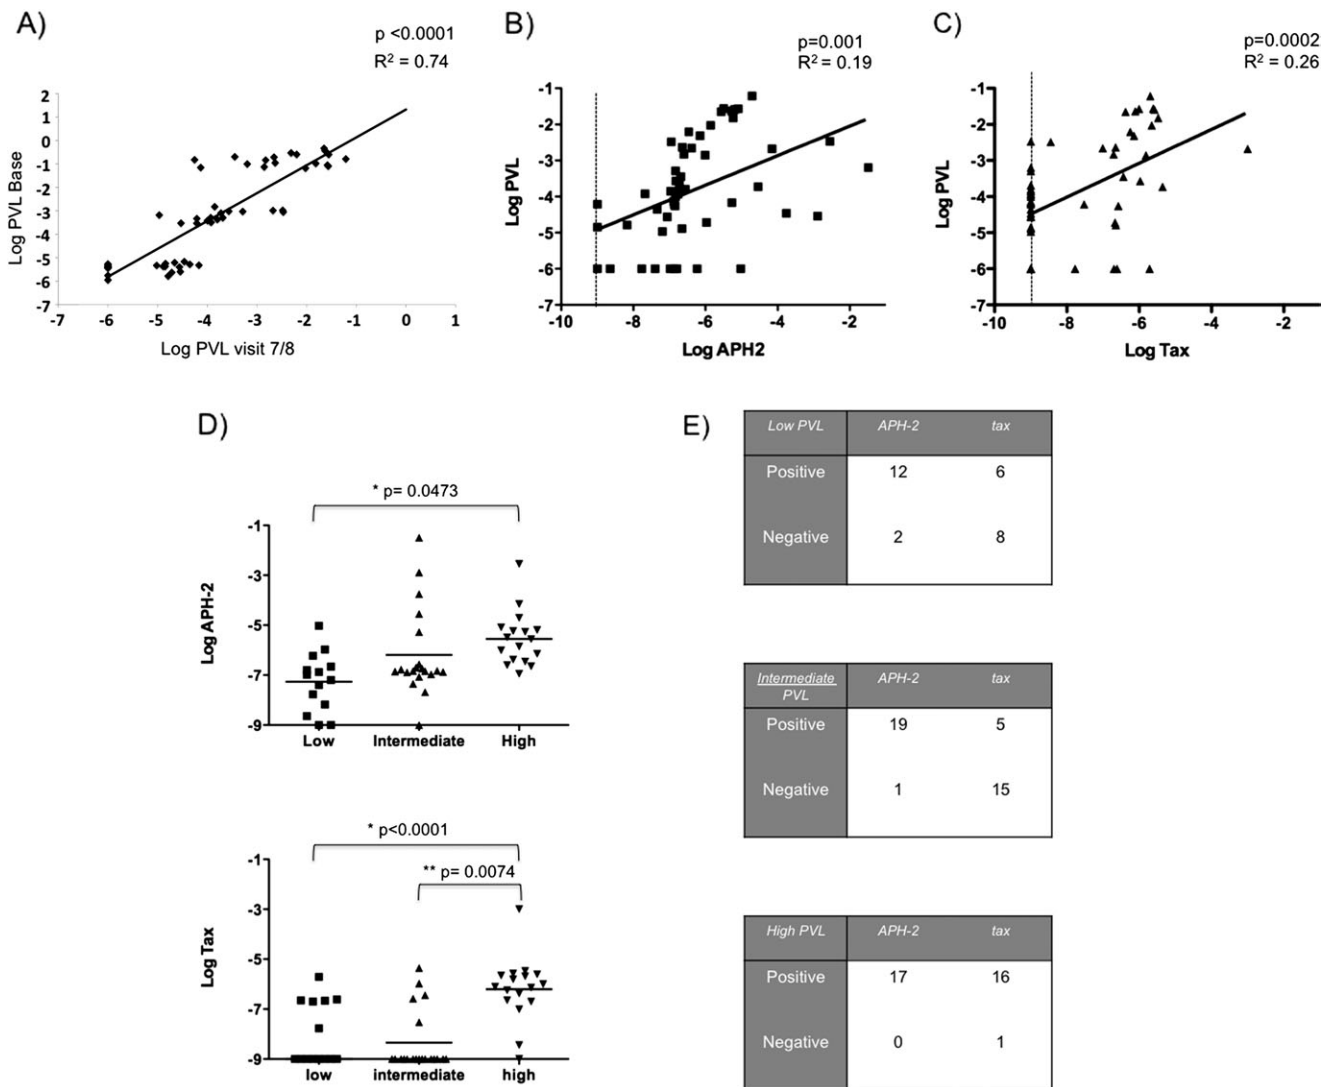 A)
p <0.0001
R² = 0.74
2
1
0
-1
-2
-3
-4
-5
-6
-7
Log PVL Base
-7 -6 -5 -4 -3 -2 -1 0 1
Log PVL visit 7/8
B)
p=0.001
R² = 0.19
-1
-2
-3
-4
-5
-6
-7
Log PVL
-10 -8 -6 -4 -2
Log APH2
C)
p=0.0002
R² = 0.26
-1
-2
-3
-4
-5
-6
-7
Log PVL
-10 -8 -6 -4 -2
Log Tax
D)
* p= 0.0473
-1
-3
-5
-7
-9
Log APH-2
Low Intermediate High
* p<0.0001
** p= 0.0074
-1
-3
-5
-7
-9
Log Tax
low intermediate high
E)
Low PVL APH-2 tax
Positive 12 6
Negative 2 8
Intermediate APH-2 tax
PVL
Positive 19 5
Negative 1 15
High PVL APH-2 tax
Positive 17 16
Negative 0 1